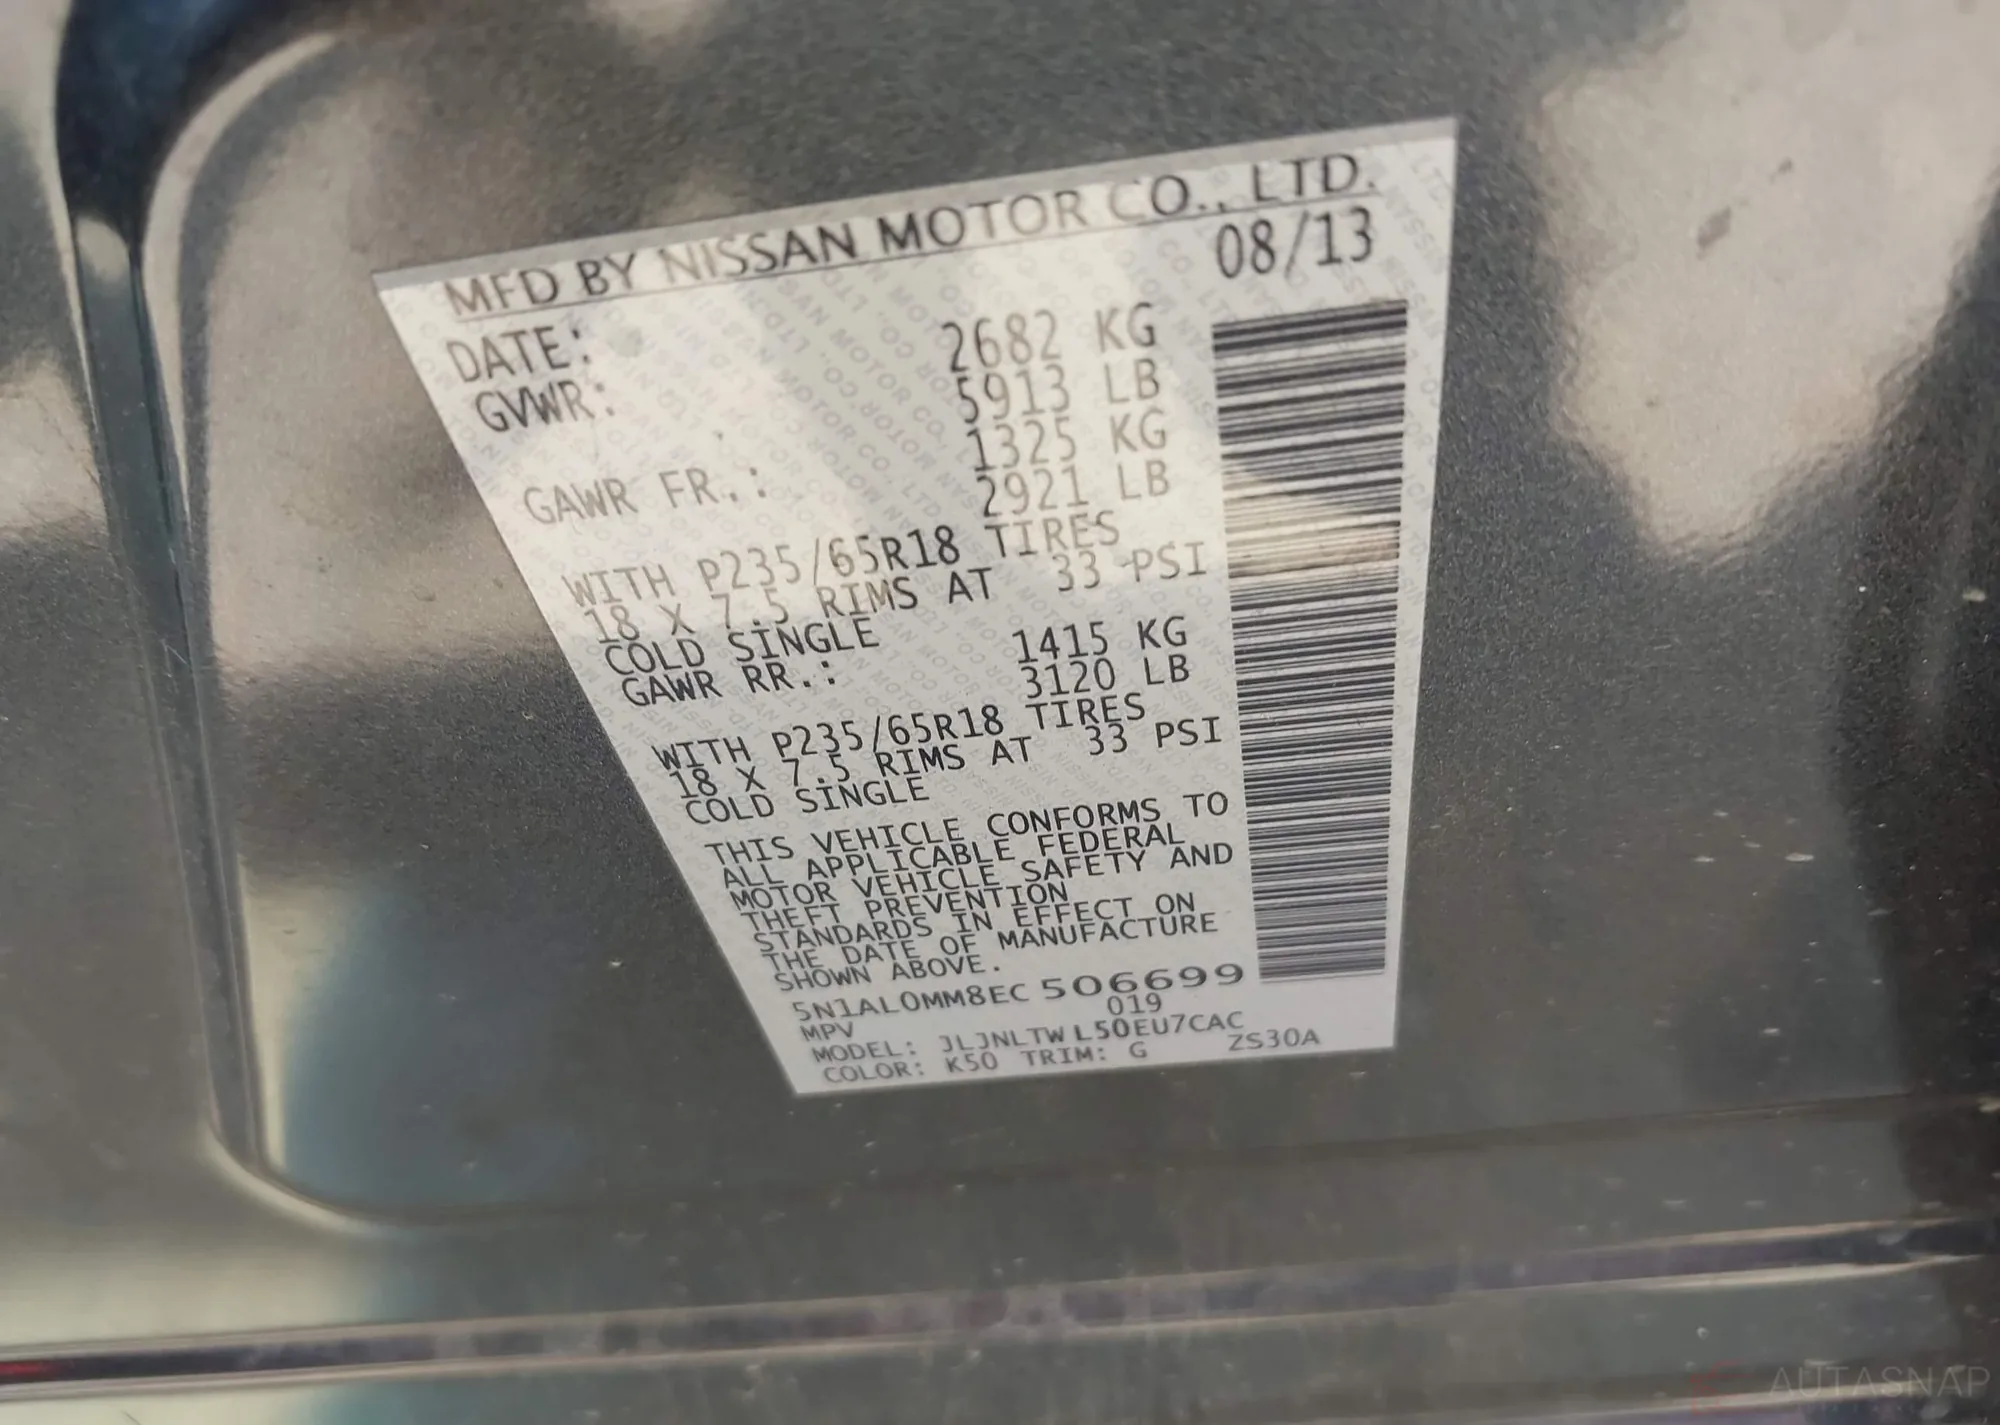 MFD BY NISSAN MOTOR CO., LTD.
DATE: 08/13
GVWR: 2682 KG
5913 LB
GAWR FR.: 1325 KG
2921 LB
WITH P235/65R18 TIRES
18 X 7.5 RIMS AT 33 PSI
COLD SINGLE
GAWR RR.: 1415 KG
3120 LB
WITH P235/65R18 TIRES
18 X 7.5 RIMS AT 33 PSI
COLD SINGLE
THIS VEHICLE CONFORMS TO
ALL APPLICABLE FEDERAL
MOTOR VEHICLE SAFETY AND
THEFT PREVENTION
STANDARDS IN EFFECT ON
THE DATE OF MANUFACTURE
SHOWN ABOVE.
5N1AL0MM8EC 506699
MPV 019
MODEL: JLJNLTW L50EU7CAC
COLOR: K50 TRIM: G ZS30A
AUTASNAP